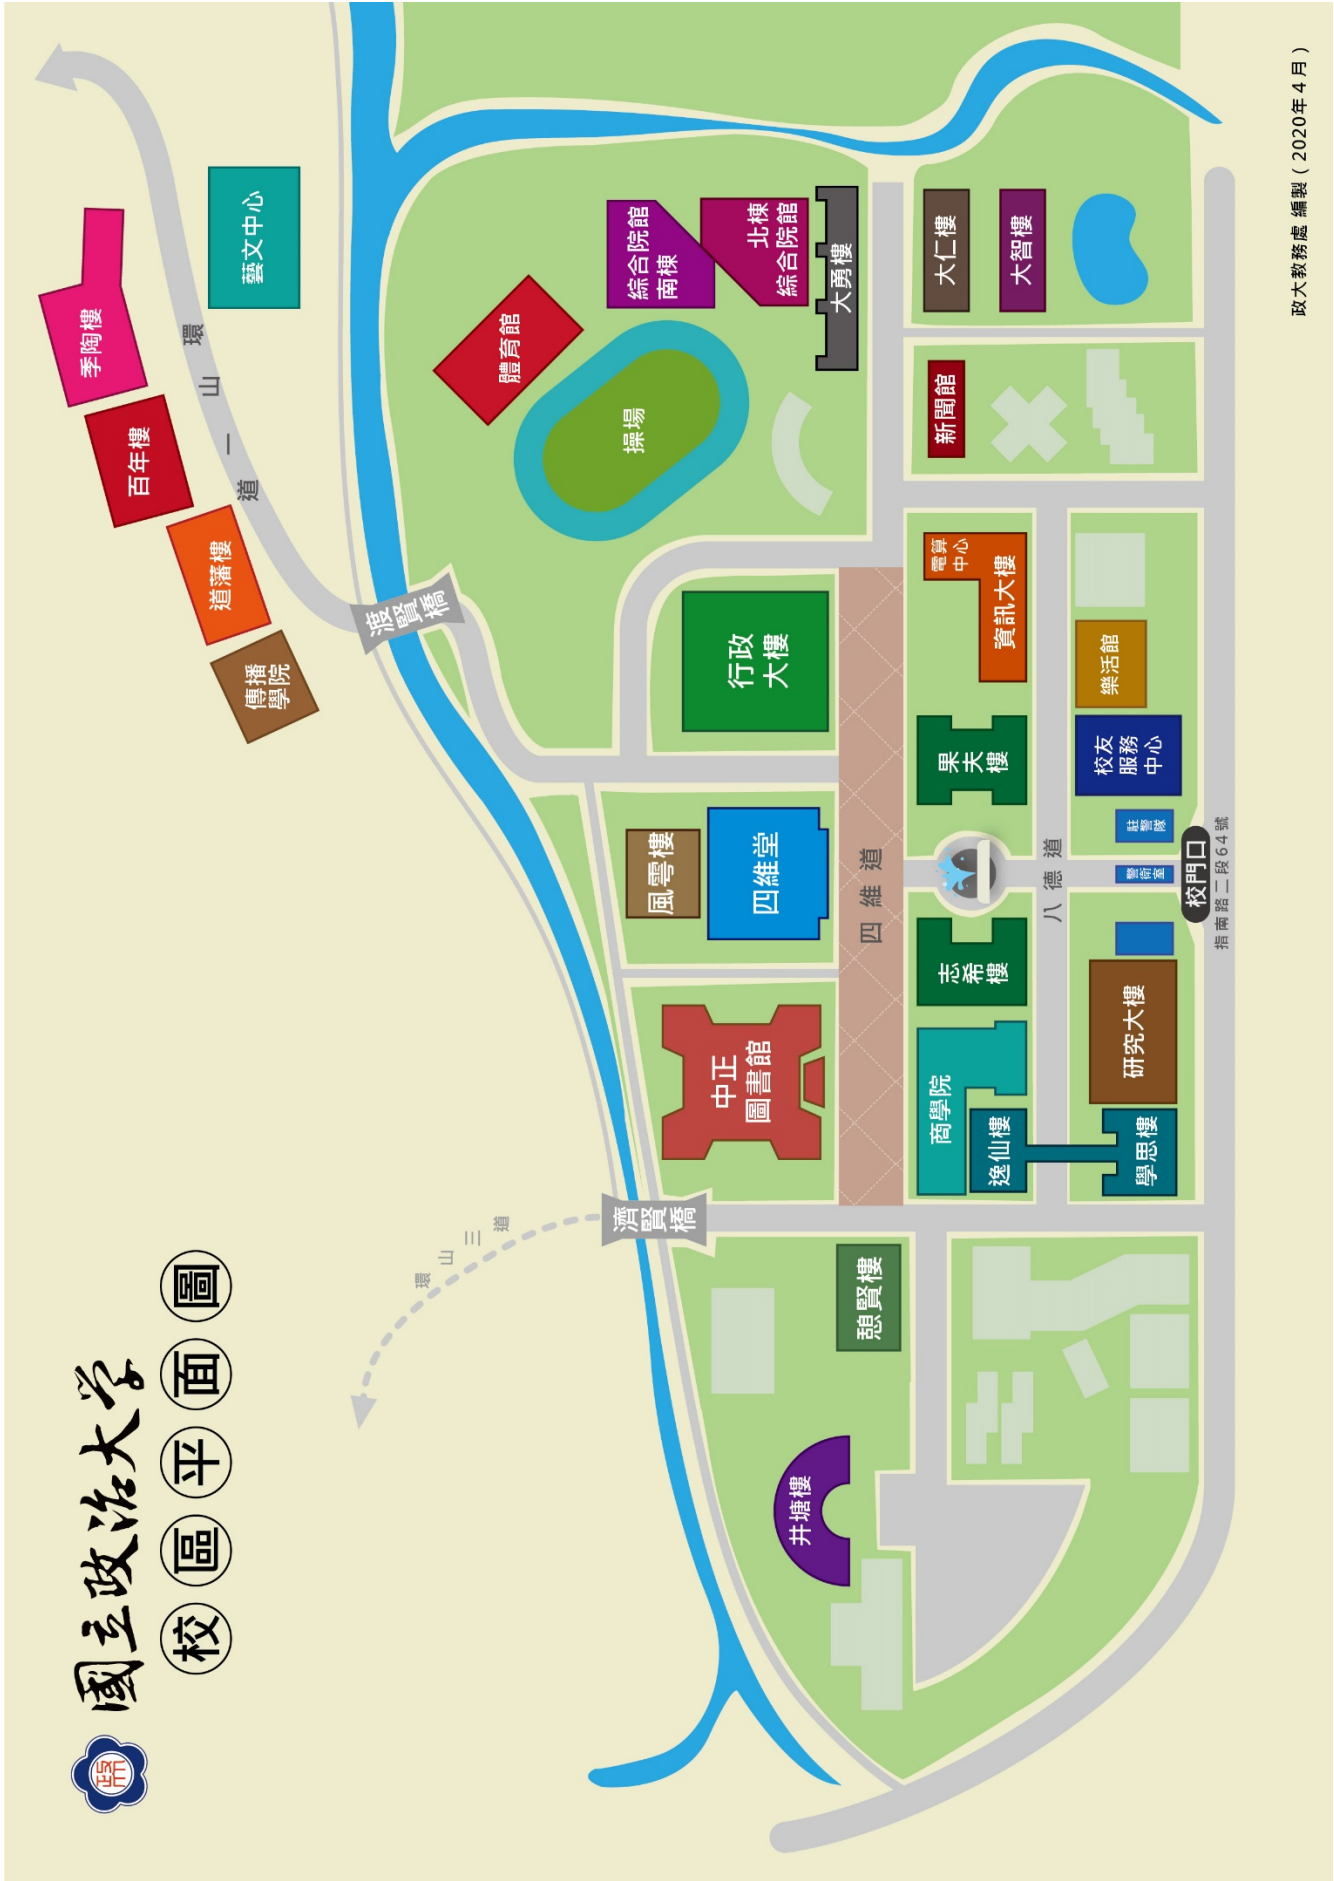 國立政治大学
校區平面圖
政
環山三道
環山一道
季陶樓
百年樓
道藩樓
傳播
學院
藝文中心
渡賢橋
濟賢橋
體育館
操場
綜合院館
南棟
北棟
綜合院館
大勇樓
行政
大樓
風雩樓
四維堂
中正
圖書館
憩賢樓
井塘樓
四維道
大仁樓
大智樓
新聞館
電算
中心
資訊大樓
果夫樓
志希樓
商學院
逸仙樓
八德道
樂活館
校友
服務
中心
駐警隊
警衛室
研究大樓
學思樓
校門口
指南路二段64號
政大教務處 編製（2020年4月）